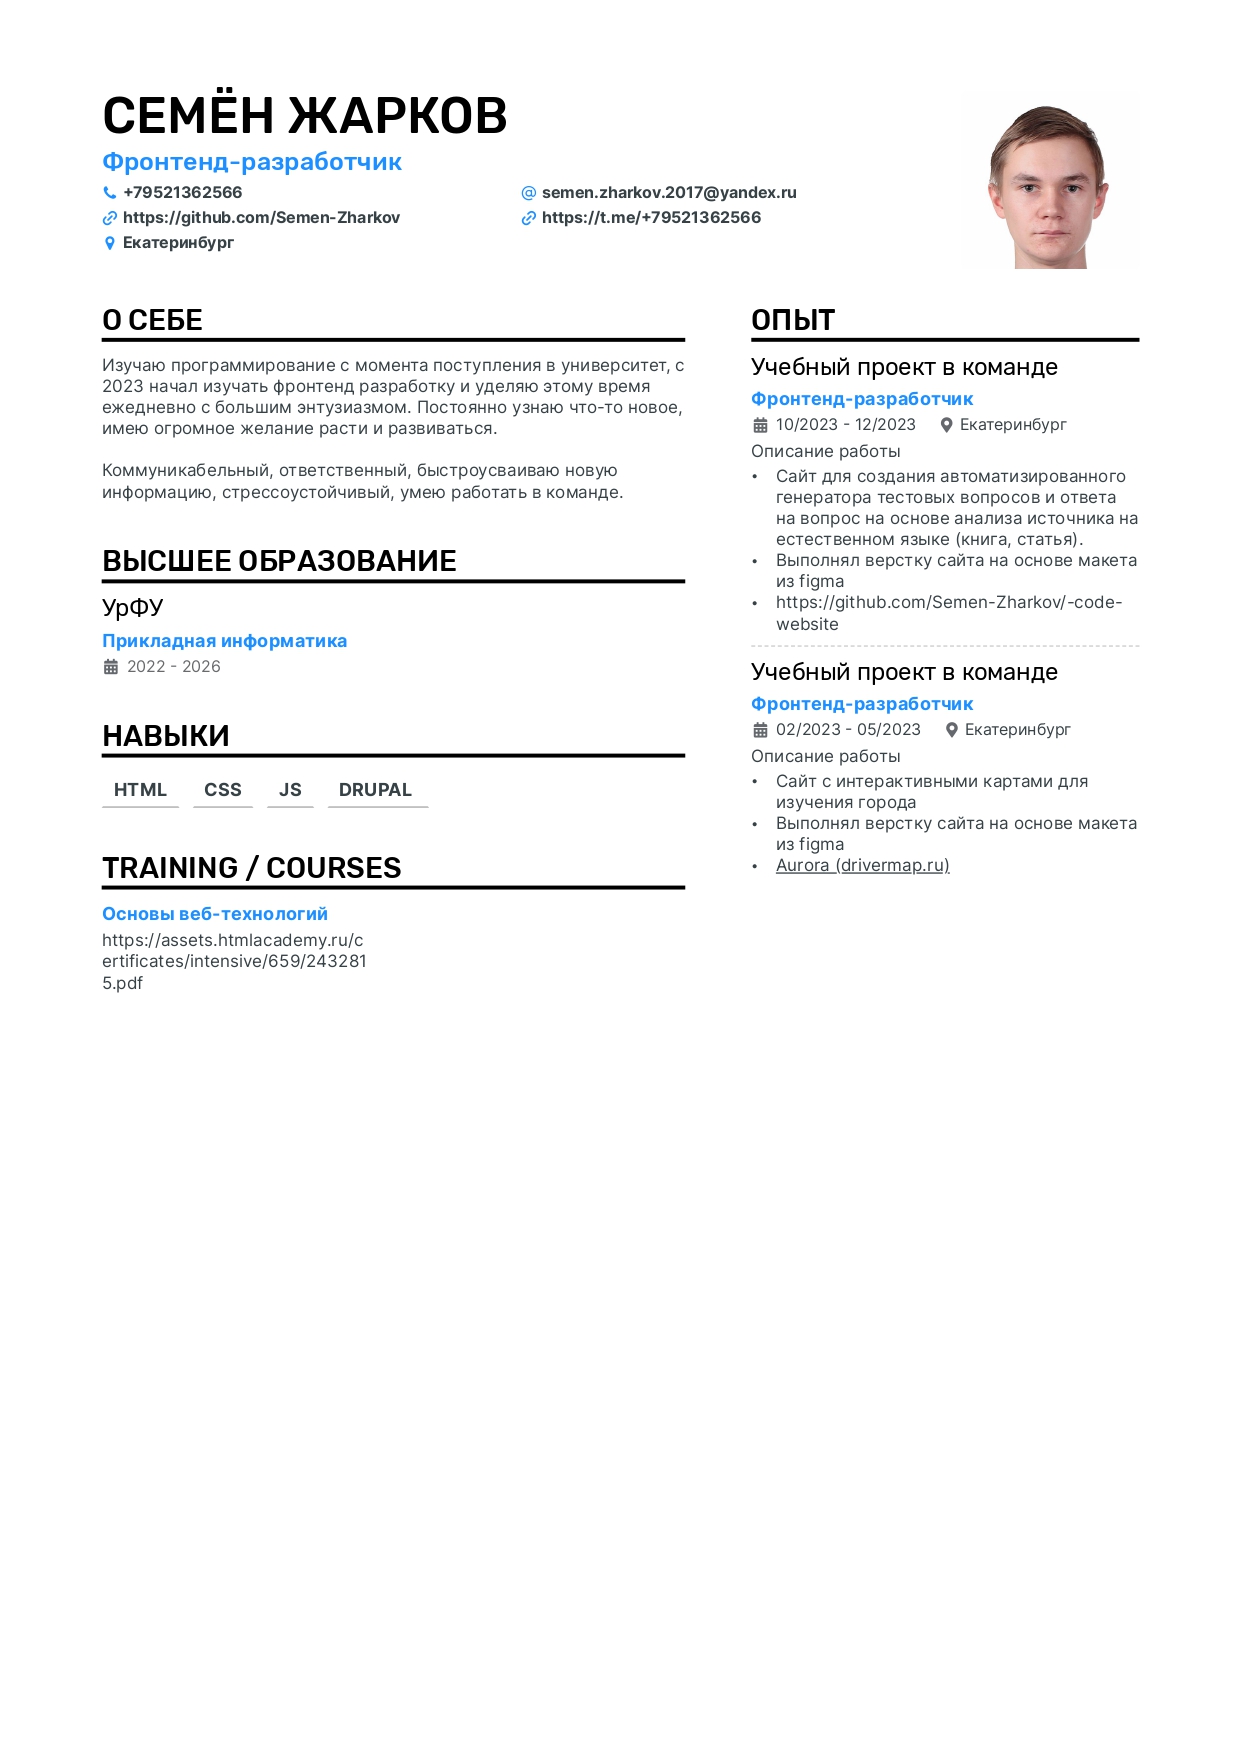 СЕМЁН ЖАРКОВ
Фронтенд-разработчик
+79521362566
semen.zharkov.2017@yandex.ru
https://github.com/Semen-Zharkov
https://t.me/+79521362566
Екатеринбург
О СЕБЕ
Изучаю программирование с момента поступления в университет, с
2023 начал изучать фронтенд разработку и уделяю этому время
ежедневно с большим энтузиазмом. Постоянно узнаю что-то новое,
имею огромное желание расти и развиваться.
Коммуникабельный, ответственный, быстроусваиваю новую
информацию, стрессоустойчивый, умею работать в команде.
ВЫСШЕЕ ОБРАЗОВАНИЕ
УрФУ
Прикладная информатика
2022 - 2026
НАВЫКИ
HTML CSS JS DRUPAL
TRAINING / COURSES
Основы веб-технологий
https://assets.htmlacademy.ru/c
ertificates/intensive/659/243281
5.pdf
ОПЫТ
Учебный проект в команде
Фронтенд-разработчик
10/2023 - 12/2023 Екатеринбург
Описание работы
• Сайт для создания автоматизированного
генератора тестовых вопросов и ответа
на вопрос на основе анализа источника на
естественном языке (книга, статья).
• Выполнял верстку сайта на основе макета
из figma
• https://github.com/Semen-Zharkov/-code-
website
Учебный проект в команде
Фронтенд-разработчик
02/2023 - 05/2023 Екатеринбург
Описание работы
• Сайт с интерактивными картами для
изучения города
• Выполнял верстку сайта на основе макета
из figma
• Aurora (drivermap.ru)